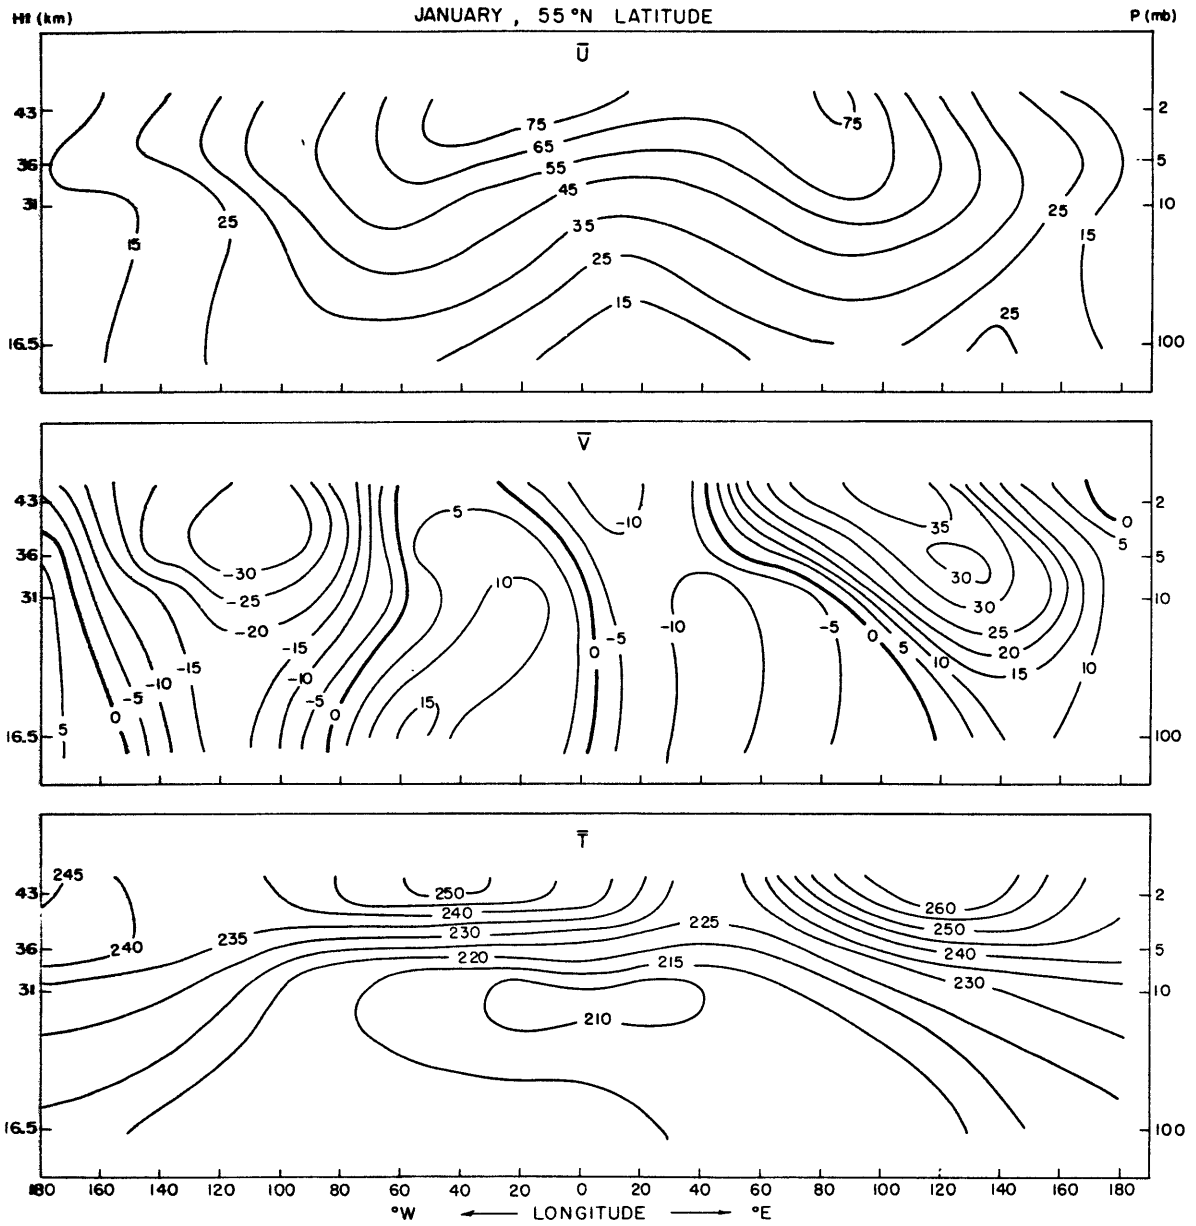 Ht (km) JANUARY, 55°N LATITUDE P (mb)
U̅
43 75 75 2
65
36 55 5
45
31 25 35 25 10
15 25 15
15 25
16.5 100
V̅
43 5 -10 35 0 2
36 -30 10 30 5 5
31 -25 30 10
-20 -15 -5 -10 -5 0 5 25
-15 -10 0 10 20 10
-10 -5 15 15
5 -5 0
0
16.5 100
T̅
245
43 250 260 2
240 250
235 230 225
36 240 220 215 240 5
31 230 10
210
16.5 100
180 160 140 120 100 80 60 40 20 0 20 40 60 80 100 120 140 160 180
°W ← LONGITUDE → °E